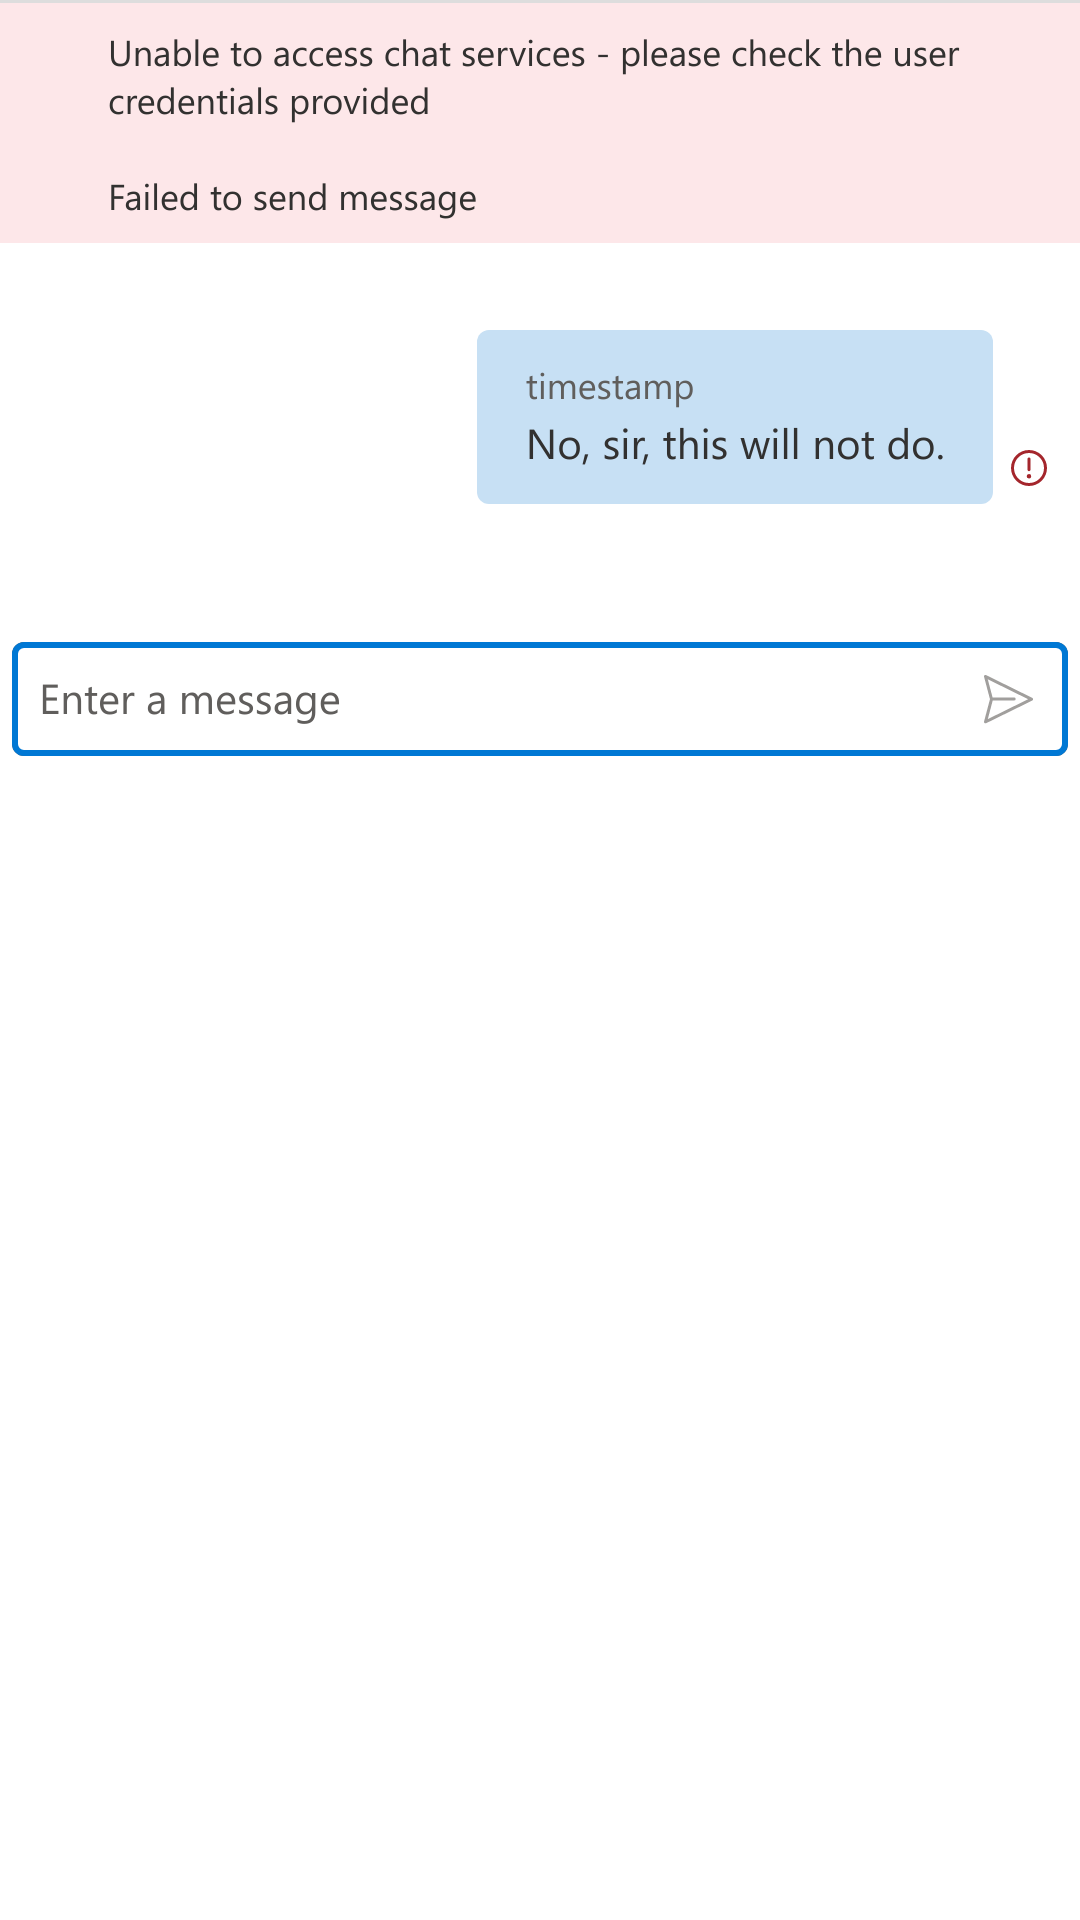 Unable to access chat services - please check the user
credentials provided
Failed to send message
timestamp
No, sir, this will not do.
Enter a message